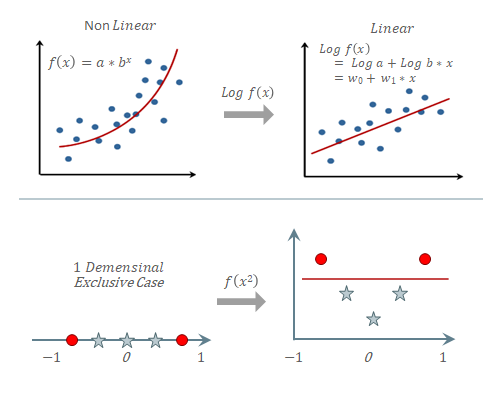 Non Linear
f(x) = a * bˣ
Log f(x)
Linear
Log f(x)
= Log a + Log b * x
= w₀ + w₁ * x
1 Demensinal
Exclusive Case
f(x²)
−1 0 1
−1 0 1